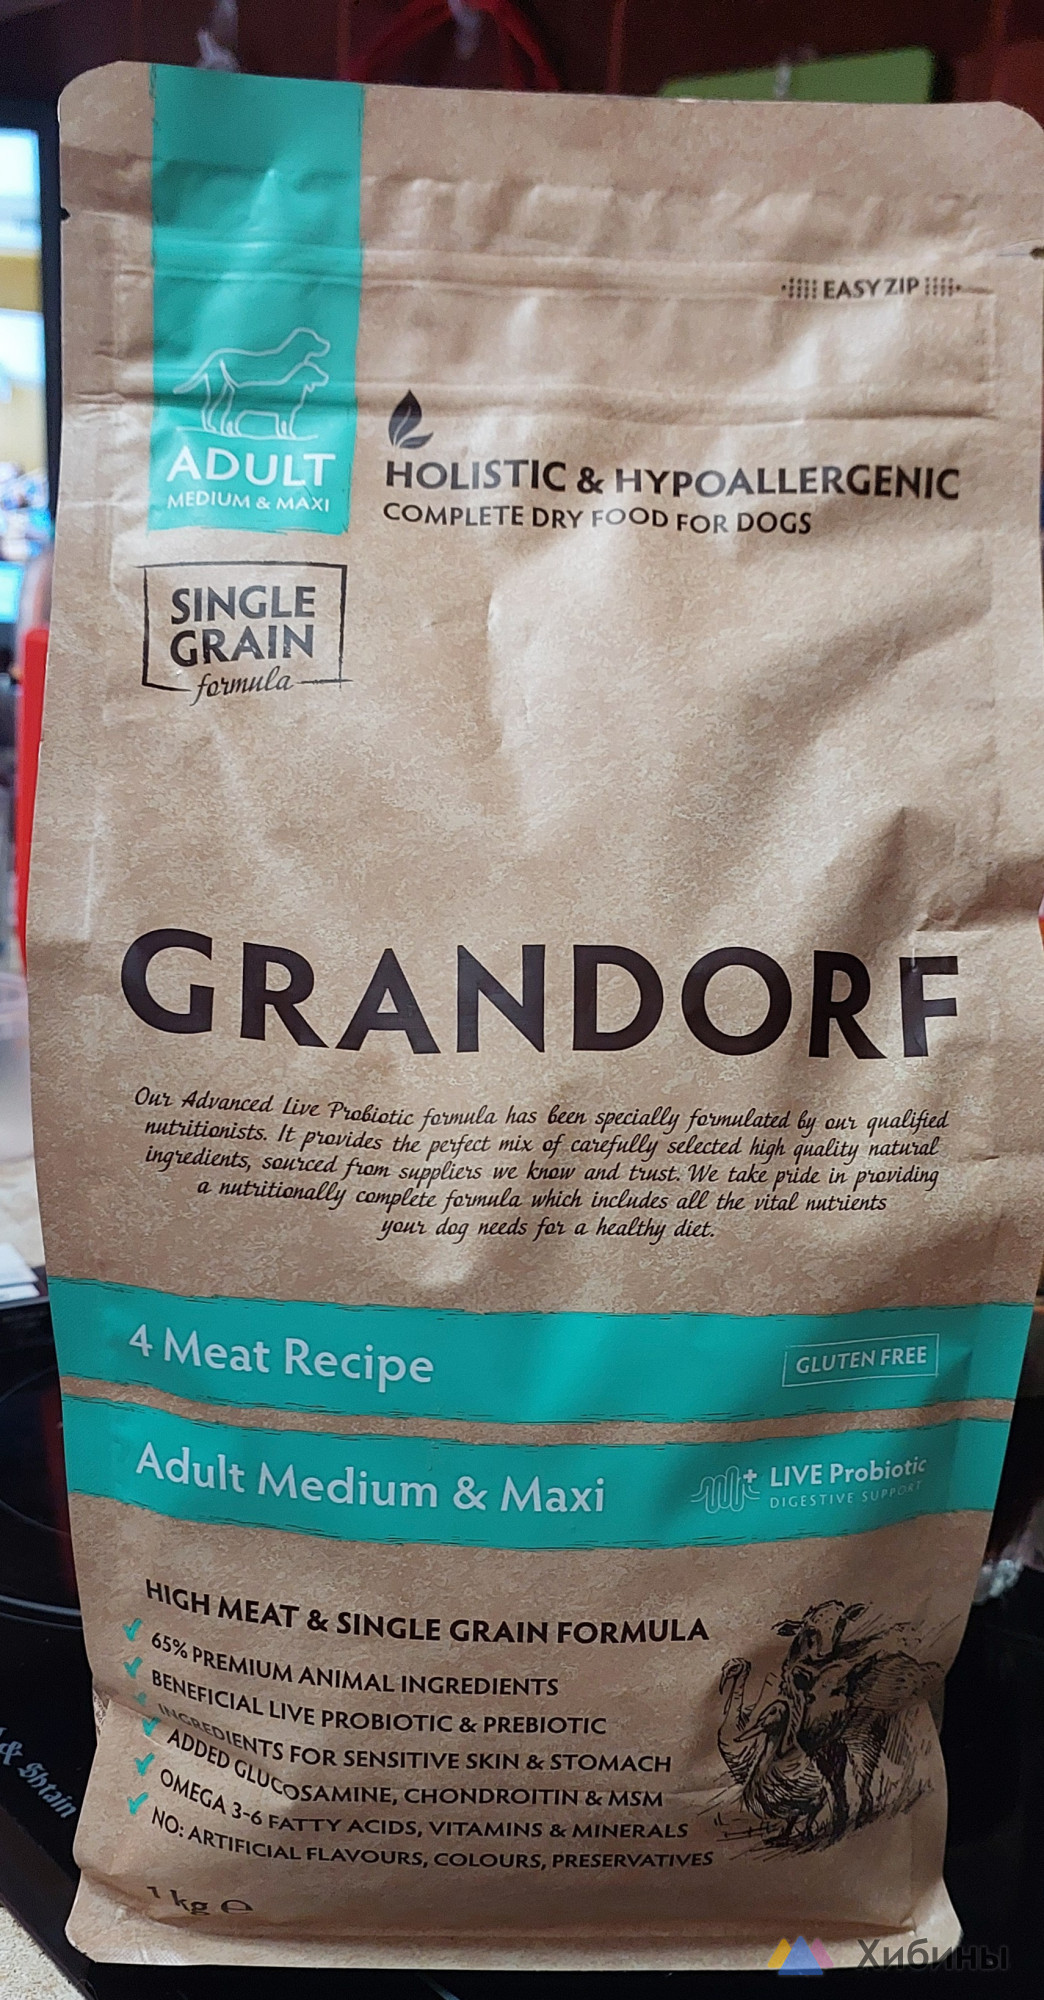 EASY ZIP
ADULT
MEDIUM & MAXI
HOLISTIC & HYPOALLERGENIC
COMPLETE DRY FOOD FOR DOGS
SINGLE
GRAIN
formula
GRANDORF
Our Advanced Live Probiotic formula has been specially formulated by our qualified
nutritionists. It provides the perfect mix of carefully selected high quality natural
ingredients, sourced from suppliers we know and trust. We take pride in providing
a nutritionally complete formula which includes all the vital nutrients
your dog needs for a healthy diet.
4 Meat Recipe
GLUTEN FREE
Adult Medium & Maxi
LIVE Probiotic
DIGESTIVE SUPPORT
HIGH MEAT & SINGLE GRAIN FORMULA
65% PREMIUM ANIMAL INGREDIENTS
BENEFICIAL LIVE PROBIOTIC & PREBIOTIC
INGREDIENTS FOR SENSITIVE SKIN & STOMACH
ADDED GLUCOSAMINE, CHONDROITIN & MSM
OMEGA 3-6 FATTY ACIDS, VITAMINS & MINERALS
NO: ARTIFICIAL FLAVOURS, COLOURS, PRESERVATIVES
1 kg ℮
& Shtain
Хибины